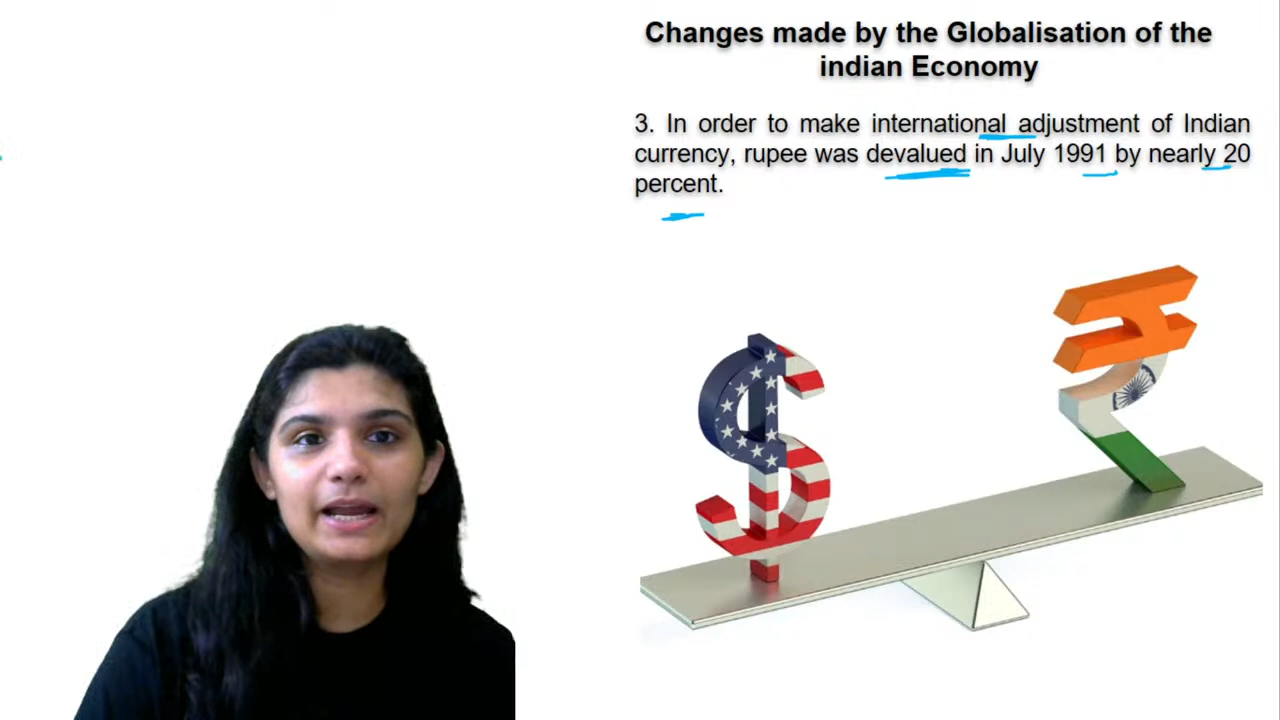 Changes made by the Globalisation of the
indian Economy
3. In order to make international adjustment of Indian
currency, rupee was devalued in July 1991 by nearly 20
percent.